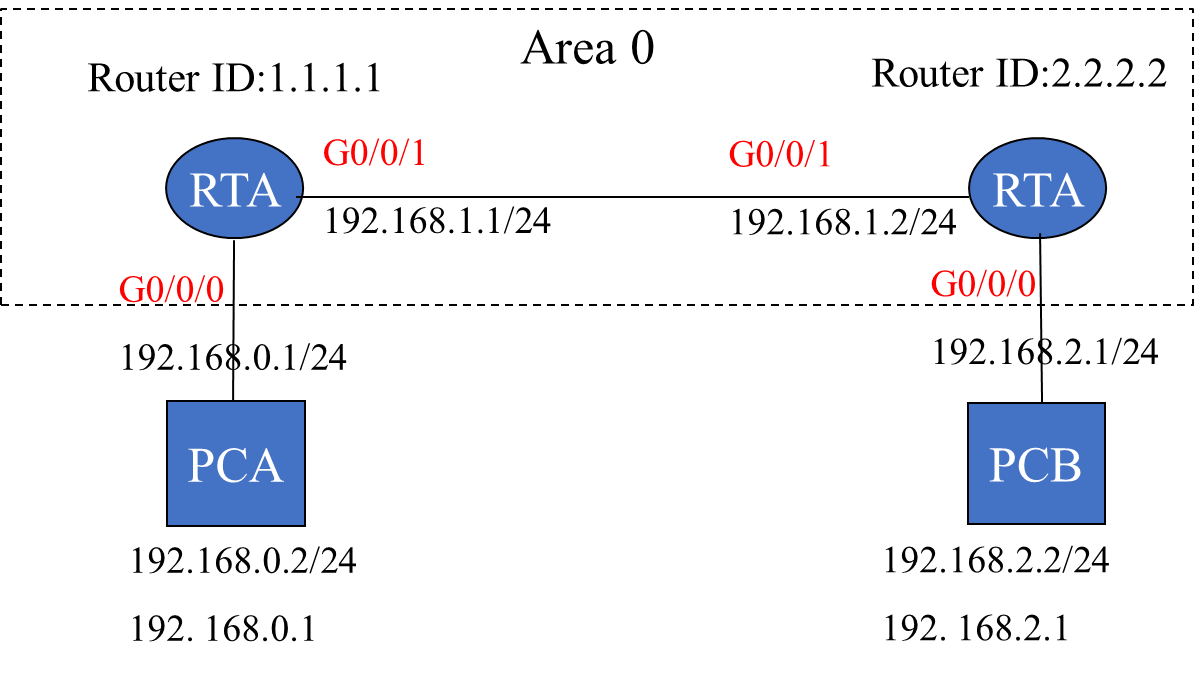 Area 0
Router ID:1.1.1.1
Router ID:2.2.2.2
G0/0/1
G0/0/1
RTA
RTA
192.168.1.1/24
192.168.1.2/24
G0/0/0
G0/0/0
192.168.0.1/24
192.168.2.1/24
PCA
PCB
192.168.0.2/24
192.168.2.2/24
192. 168.0.1
192. 168.2.1